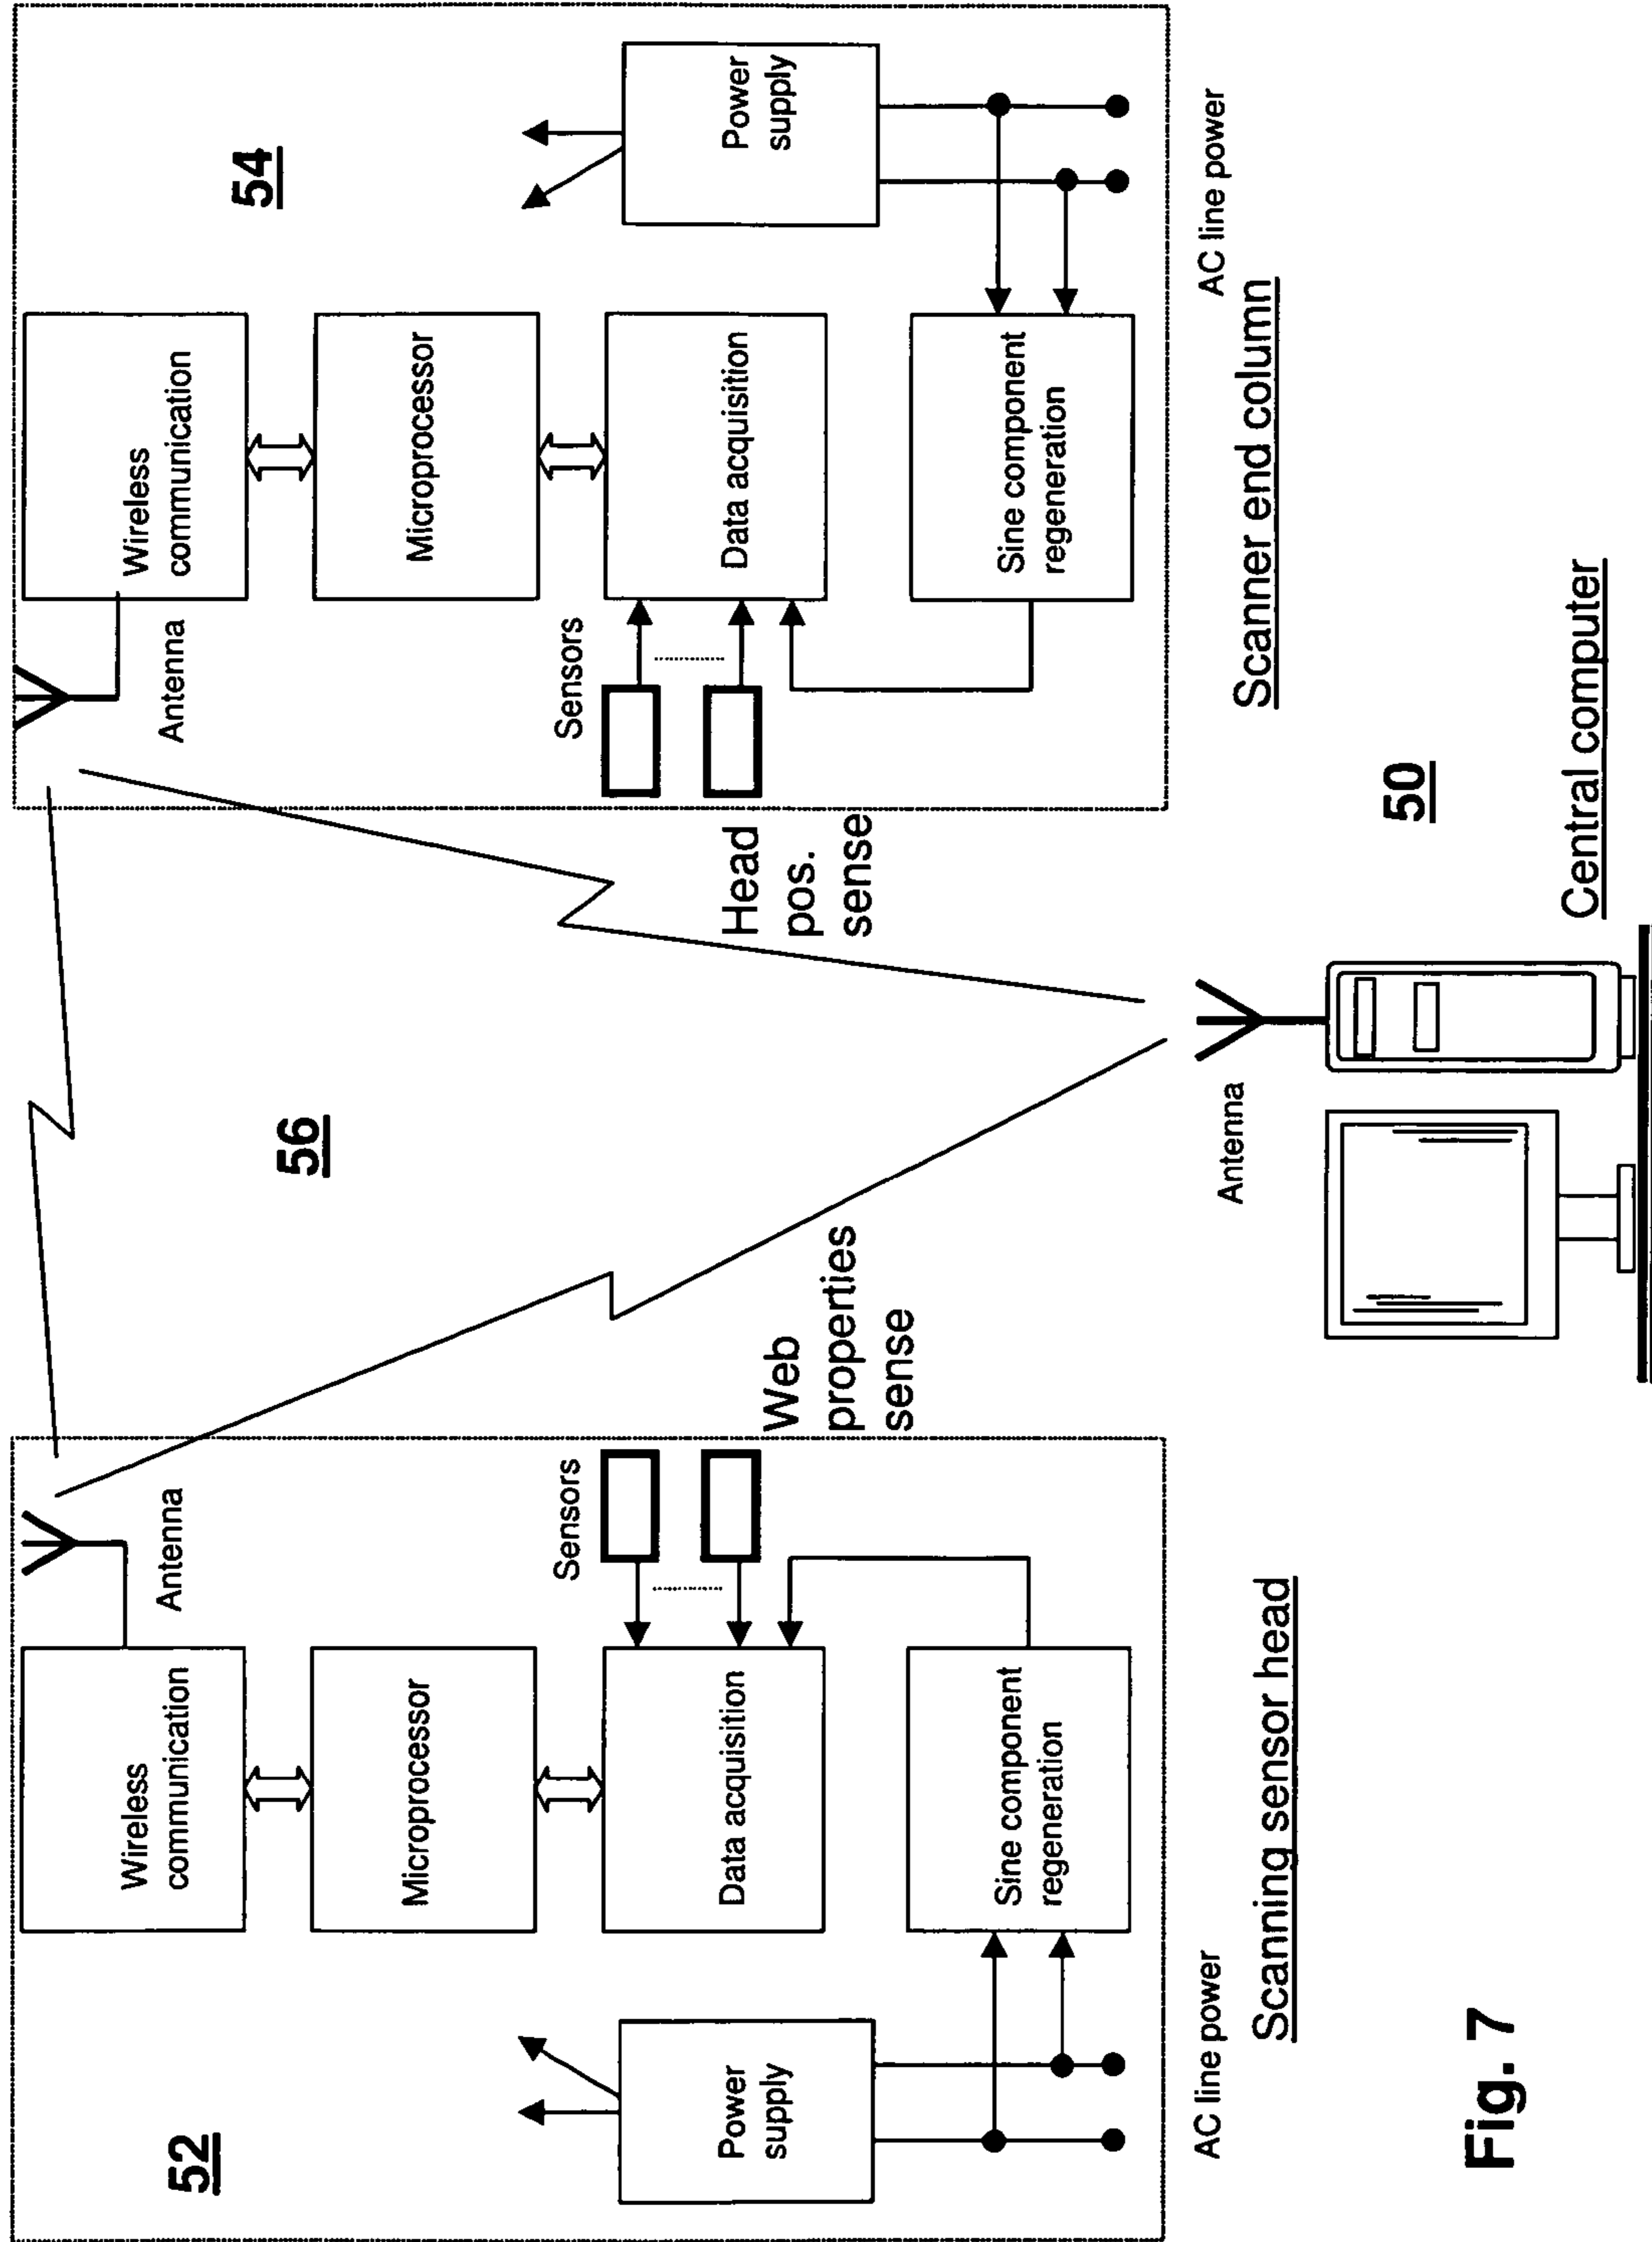 52
Wireless
communication
Antenna
Microprocessor
Sensors
Data acquisition
Power
supply
Sine component
regeneration
Web
properties
sense
AC line power
Scanning sensor head
56
54
Antenna
Wireless
communication
Microprocessor
Sensors
Data acquisition
Power
supply
Head
pos.
sense
Sine component
regeneration
AC line power
Scanner end column
Antenna
50
Central computer
Fig. 7